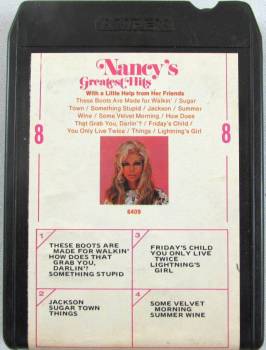 Nancy's
Greatest Hits
With a Little Help from Her Friends
These Boots Are Made for Walkin' / Sugar
Town / Something Stupid / Jackson / Summer
Wine / Some Velvet Morning / How Does
That Grab You, Darlin'? / Friday's Child /
You Only Live Twice / Things / Lightning's Girl
8
8
6409
1
THESE BOOTS ARE
MADE FOR WALKIN'
HOW DOES THAT
GRAB YOU,
DARLIN'?
SOMETHING STUPID
2
JACKSON
SUGAR TOWN
THINGS
3
FRIDAY'S CHILD
YOU ONLY LIVE
TWICE
LIGHTNING'S
GIRL
4
SOME VELVET
MORNING
SUMMER WINE